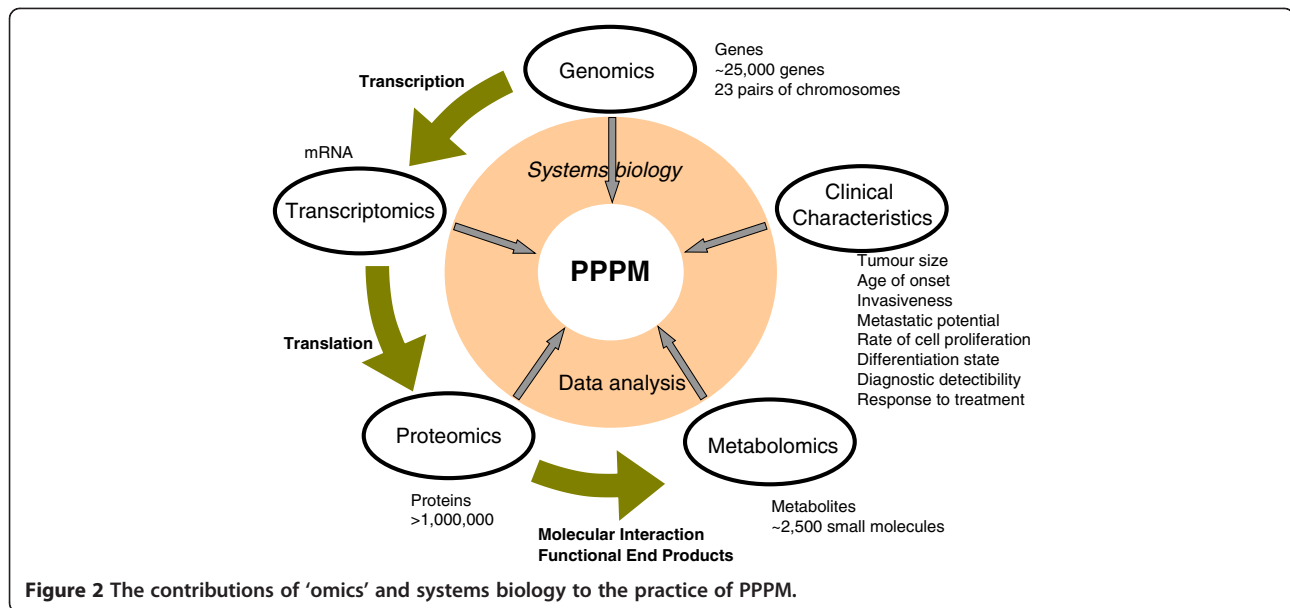 Genomics
Genes
~25,000 genes
23 pairs of chromosomes
Transcription
mRNA
Transcriptomics
Systems biology
Clinical
Characteristics
Tumour size
Age of onset
Invasiveness
Metastatic potential
Rate of cell proliferation
Differentiation state
Diagnostic detectibility
Response to treatment
PPPM
Translation
Data analysis
Proteomics
Proteins
>1,000,000
Metabolomics
Metabolites
~2,500 small molecules
Molecular Interaction
Functional End Products
Figure 2 The contributions of ‘omics’ and systems biology to the practice of PPPM.